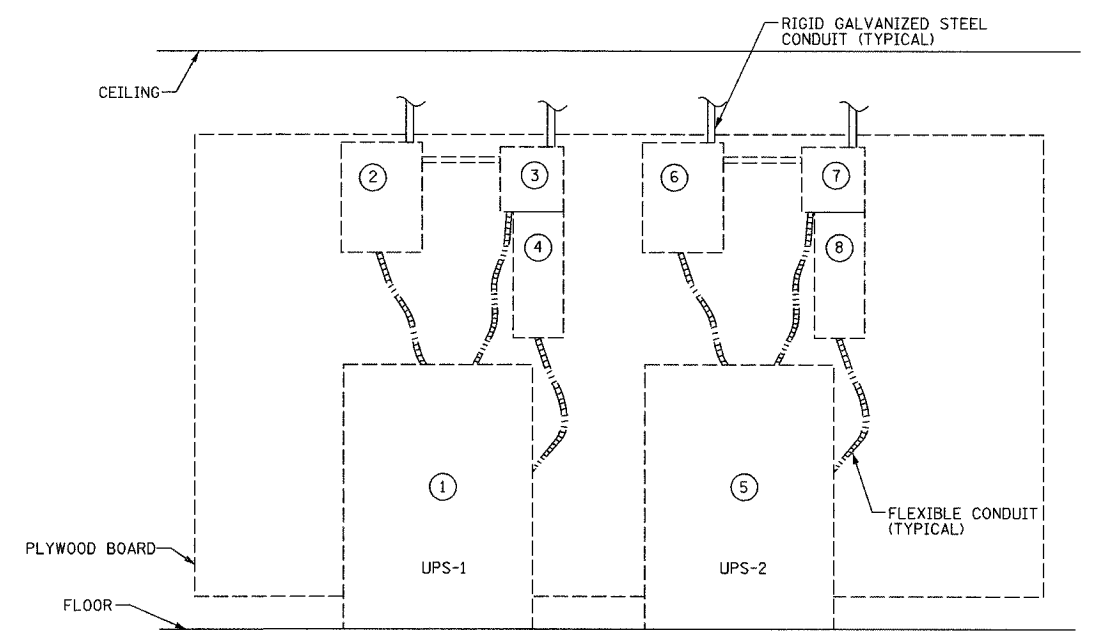 RIGID GALVANIZED STEEL
CONDUIT (TYPICAL)
CEILING
2
3
6
7
4
8
1
5
FLEXIBLE CONDUIT
(TYPICAL)
PLYWOOD BOARD
UPS-1
UPS-2
FLOOR